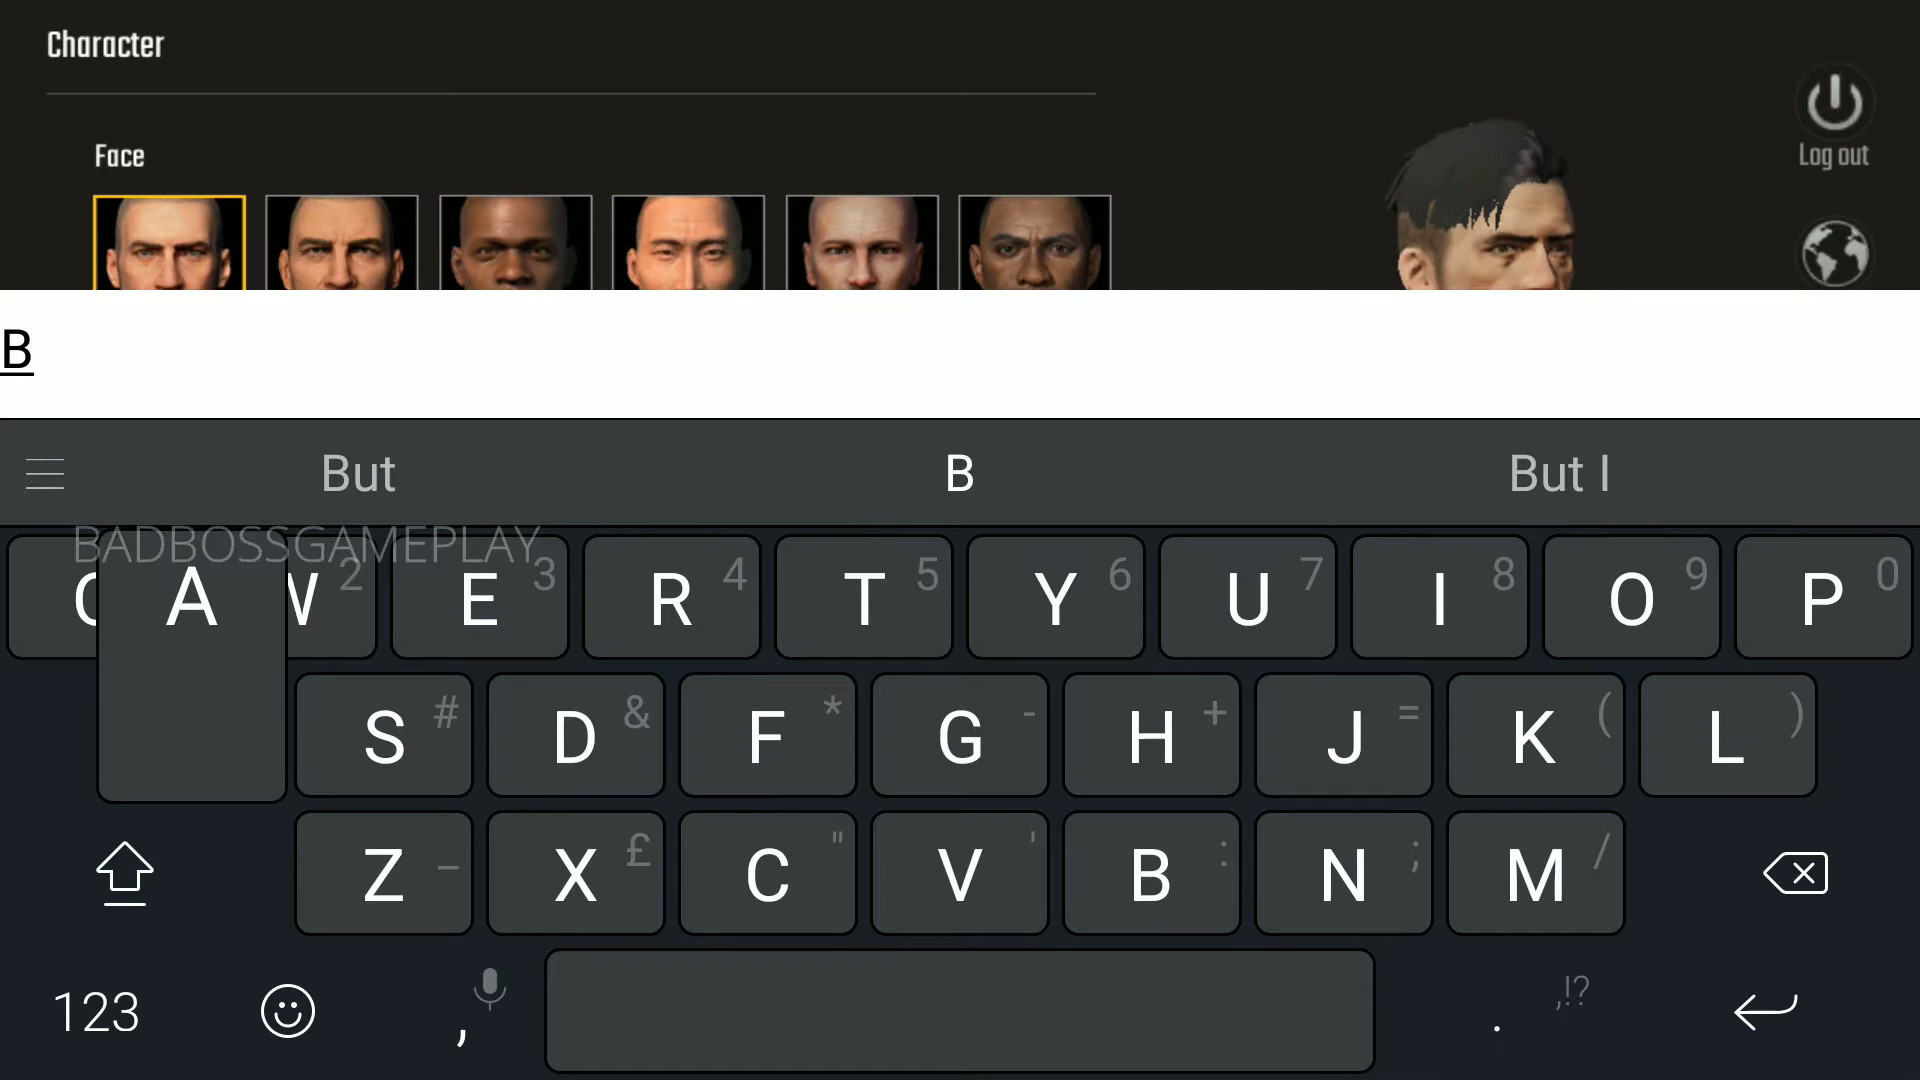 Character
Log out
Face
B
But B But I
BADBOSSGAMEPLAY
A W 2 E 3 R 4 T 5 Y 6 U 7 I 8 O 9 P 0
S # D & F * G - H + J = K ( L )
Z _ X £ C " V ' B : N ; M /
123 , . ,!?